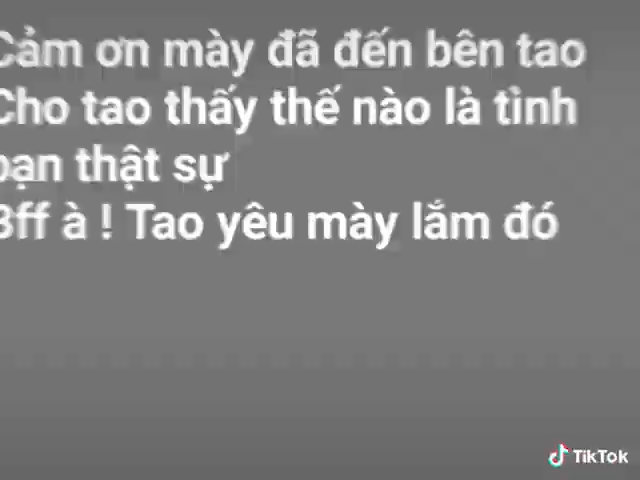 Cảm ơn mày đã đến bên tao
Cho tao thấy thế nào là tình
bạn thật sự
Bff à ! Tao yêu mày lắm đó
TikTok